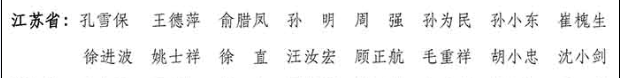 江苏省：孔雪保 王德萍 俞腊凤 孙 明 周 强 孙为民 孙小东 崔槐生
徐进波 姚士祥 徐 直 汪汝宏 顾正航 毛重祥 胡小忠 沈小剑